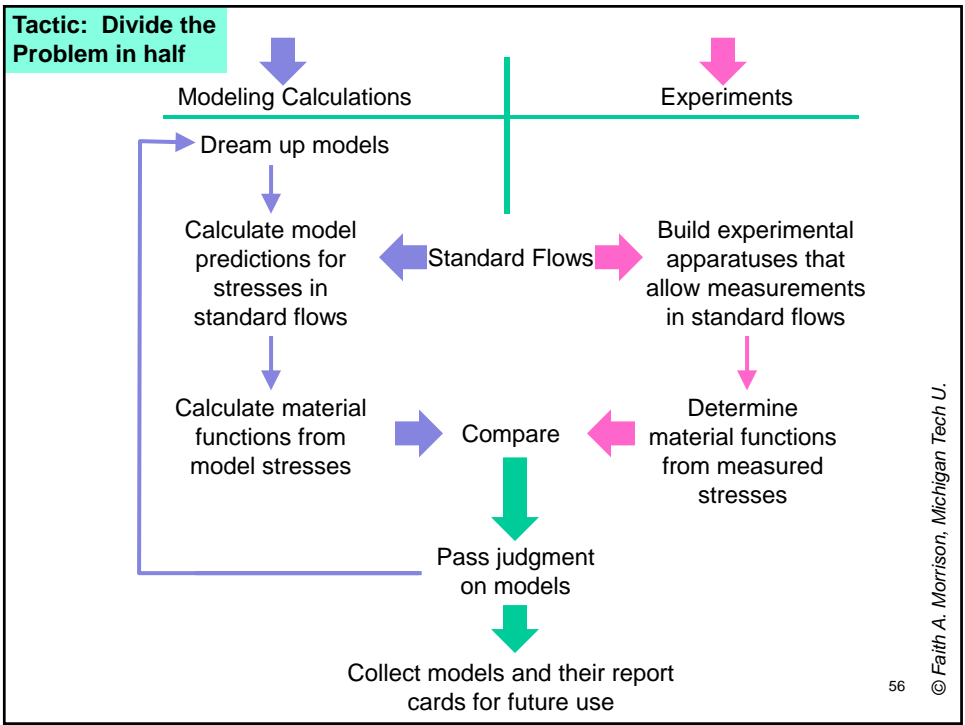 Tactic: Divide the
Problem in half
Modeling Calculations
Experiments
Dream up models
Calculate model
predictions for
stresses in
standard flows
Standard Flows
Build experimental
apparatuses that
allow measurements
in standard flows
Calculate material
functions from
model stresses
Compare
Determine
material functions
from measured
stresses
Pass judgment
on models
Collect models and their report
cards for future use
56
© Faith A. Morrison, Michigan Tech U.